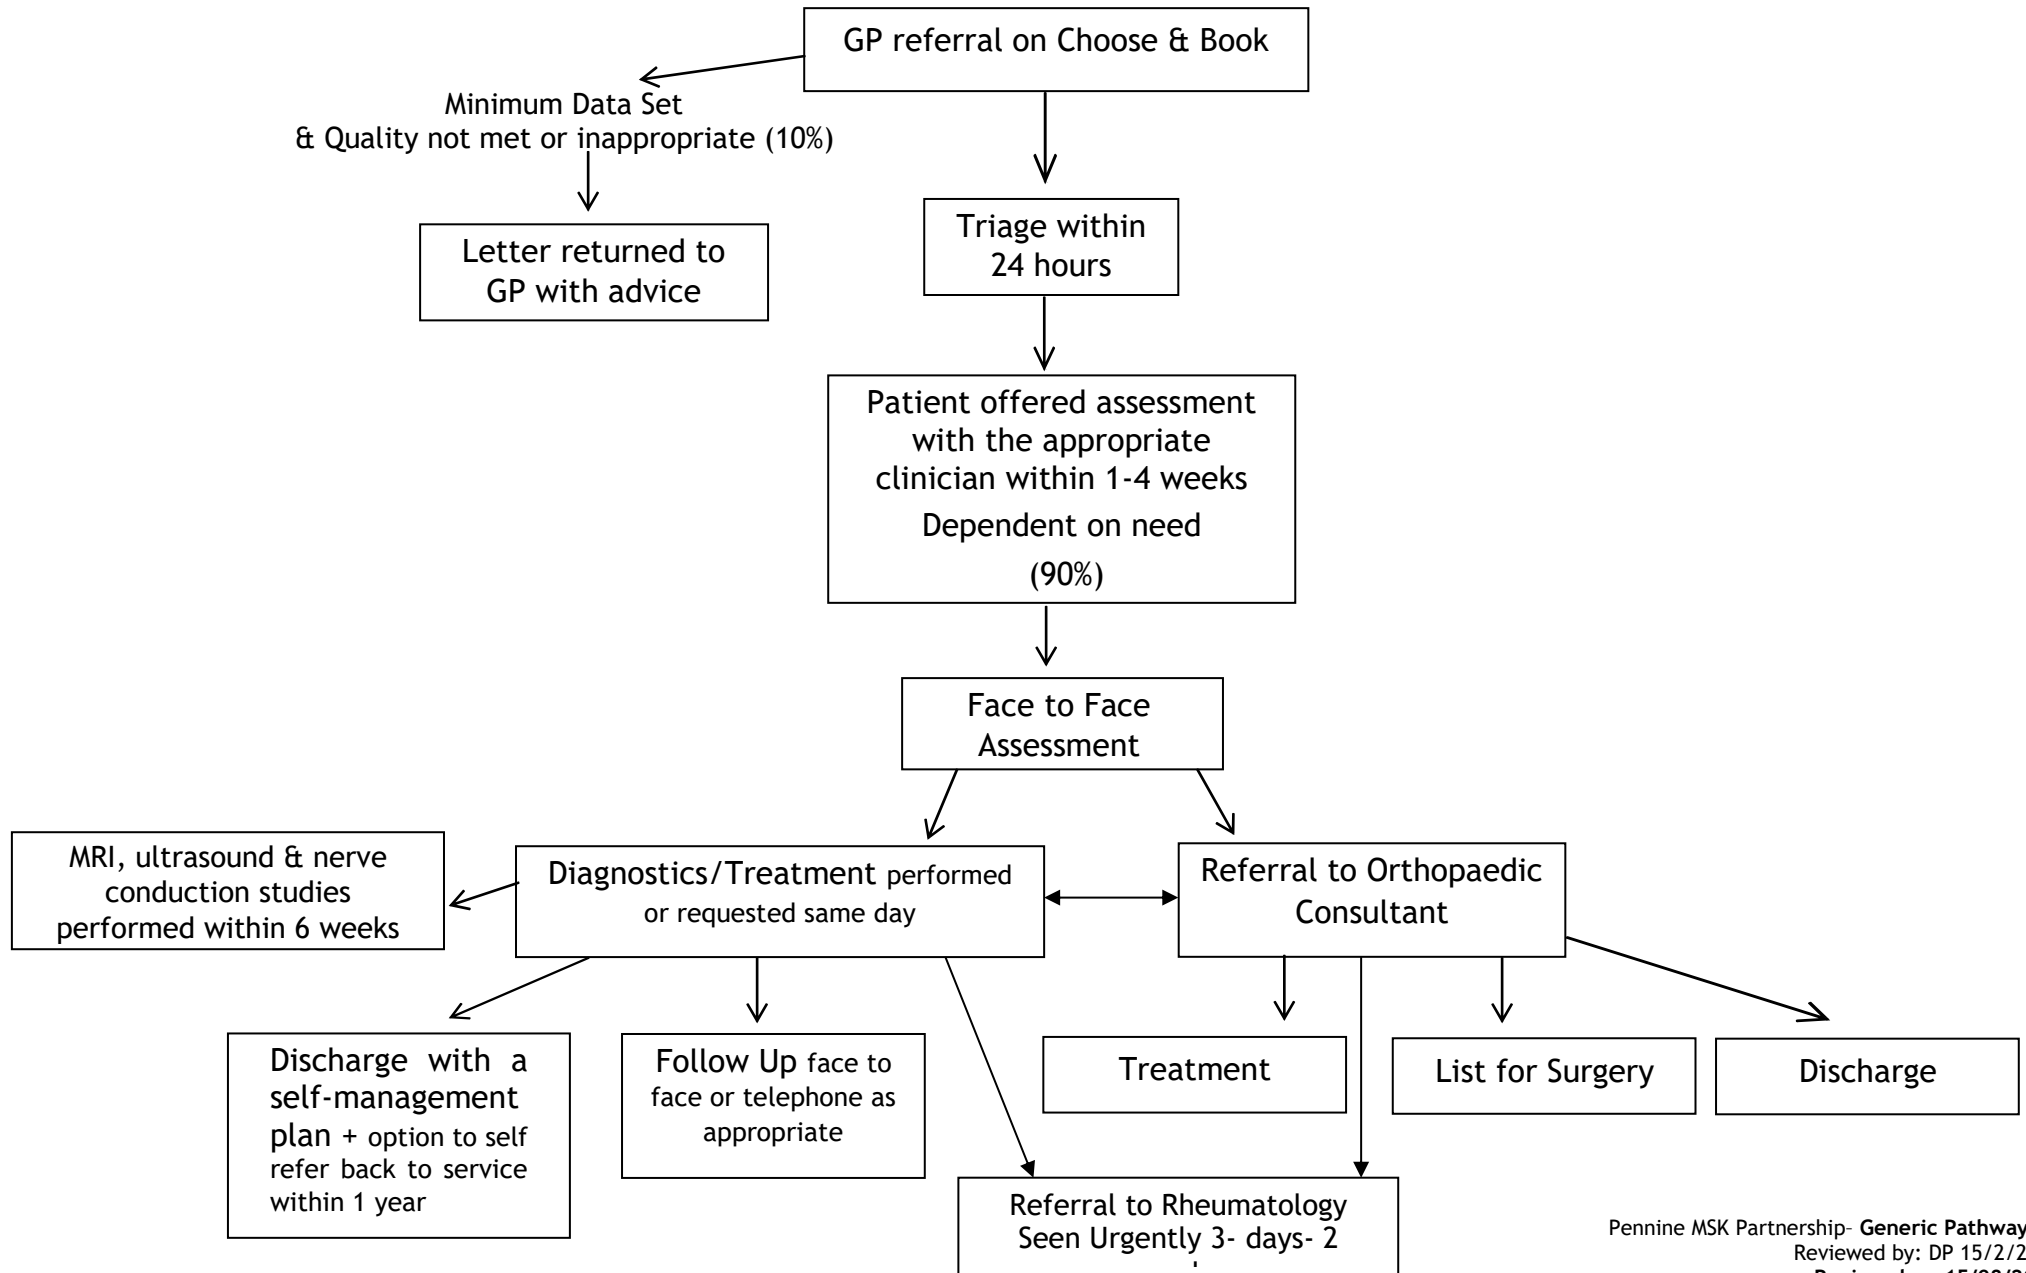 GP referral on Choose & Book
Minimum Data Set
& Quality not met or inappropriate (10%)
Letter returned to
GP with advice
Triage within
24 hours
Patient offered assessment
with the appropriate
clinician within 1-4 weeks
Dependent on need
(90%)
Face to Face
Assessment
MRI, ultrasound & nerve
conduction studies
performed within 6 weeks
Diagnostics/Treatment performed
or requested same day
Referral to Orthopaedic
Consultant
Discharge with a
self-management
plan + option to self
refer back to service
within 1 year
Follow Up face to
face or telephone as
appropriate
Treatment
List for Surgery
Discharge
Referral to Rheumatology
Seen Urgently 3- days- 2
Pennine MSK Partnership- Generic Pathway
Reviewed by: DP 15/2/2